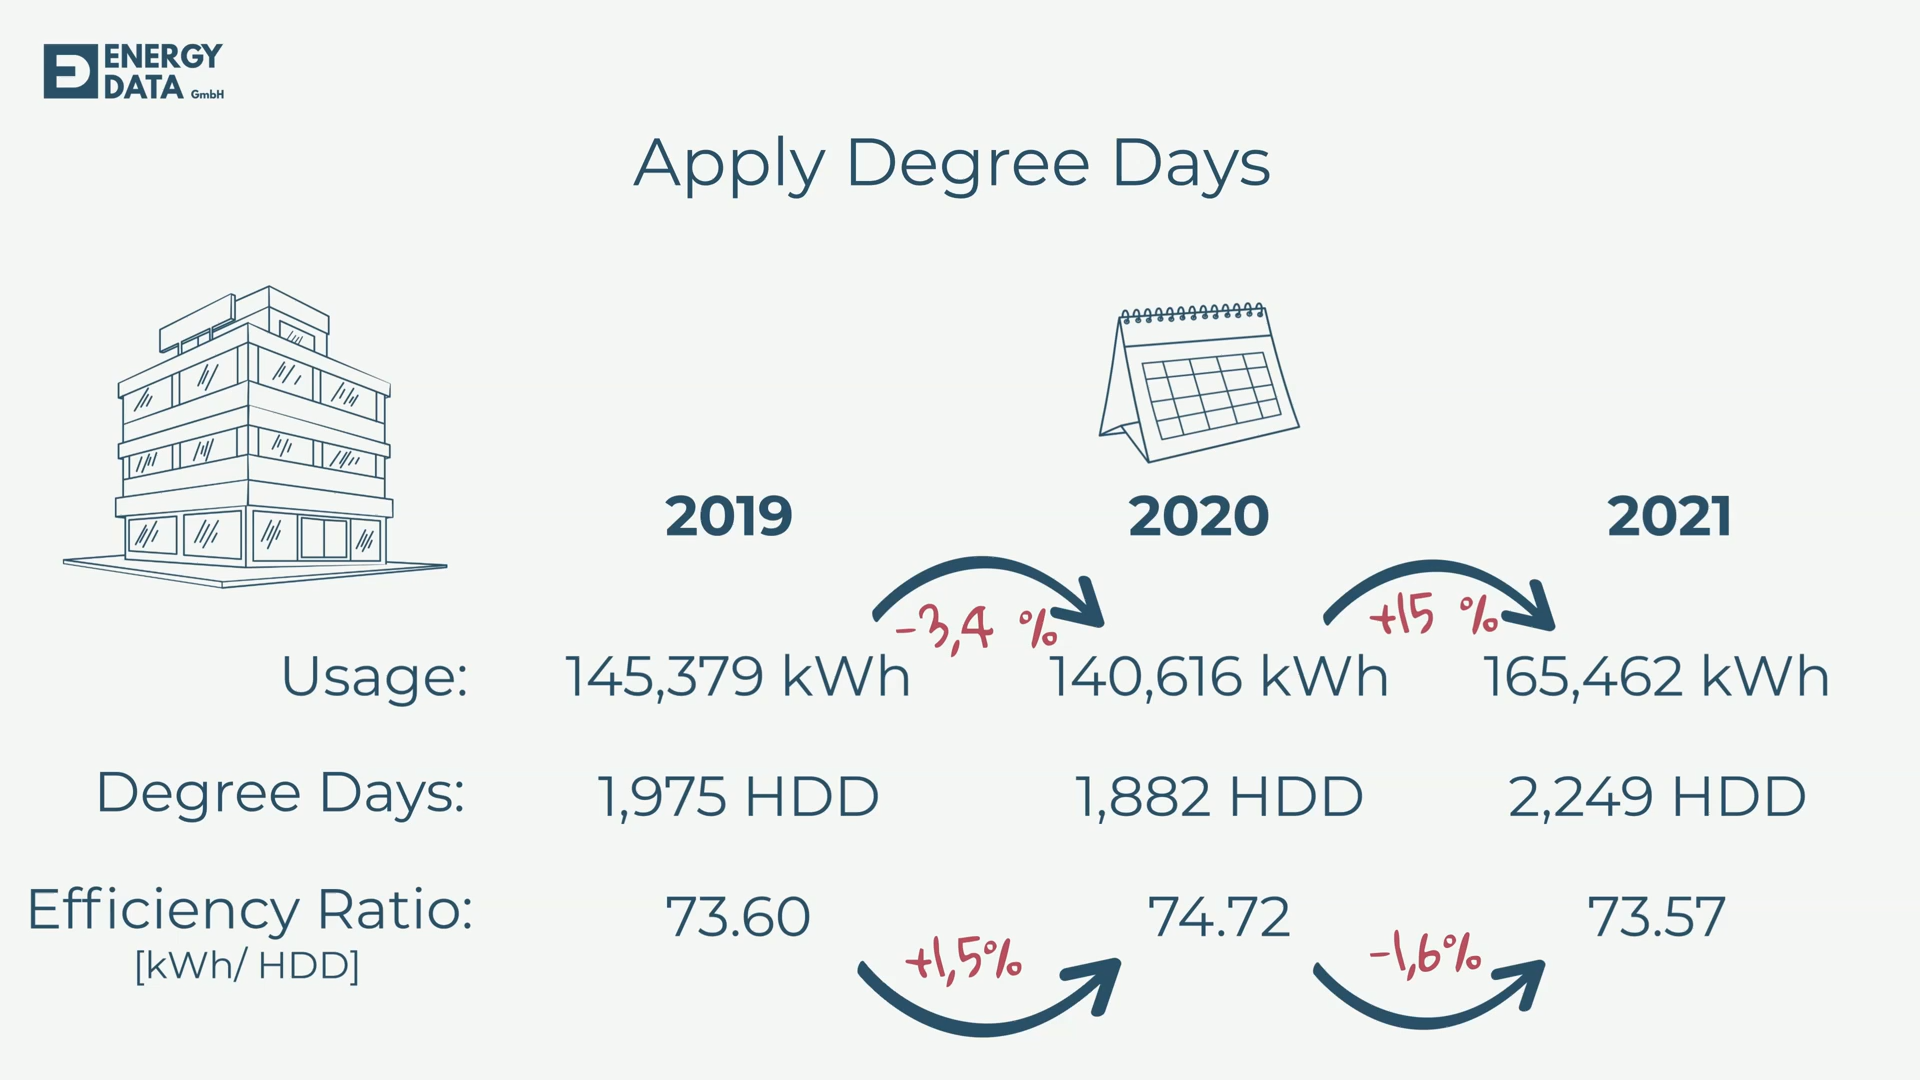 ENERGY
DATA GmbH
Apply Degree Days
2019 2020 2021
-3,4 % +15 %
Usage: 145,379 kWh 140,616 kWh 165,462 kWh
Degree Days: 1,975 HDD 1,882 HDD 2,249 HDD
Efficiency Ratio: 73.60 74.72 73.57
[kWh/ HDD]
+1,5% -1,6%